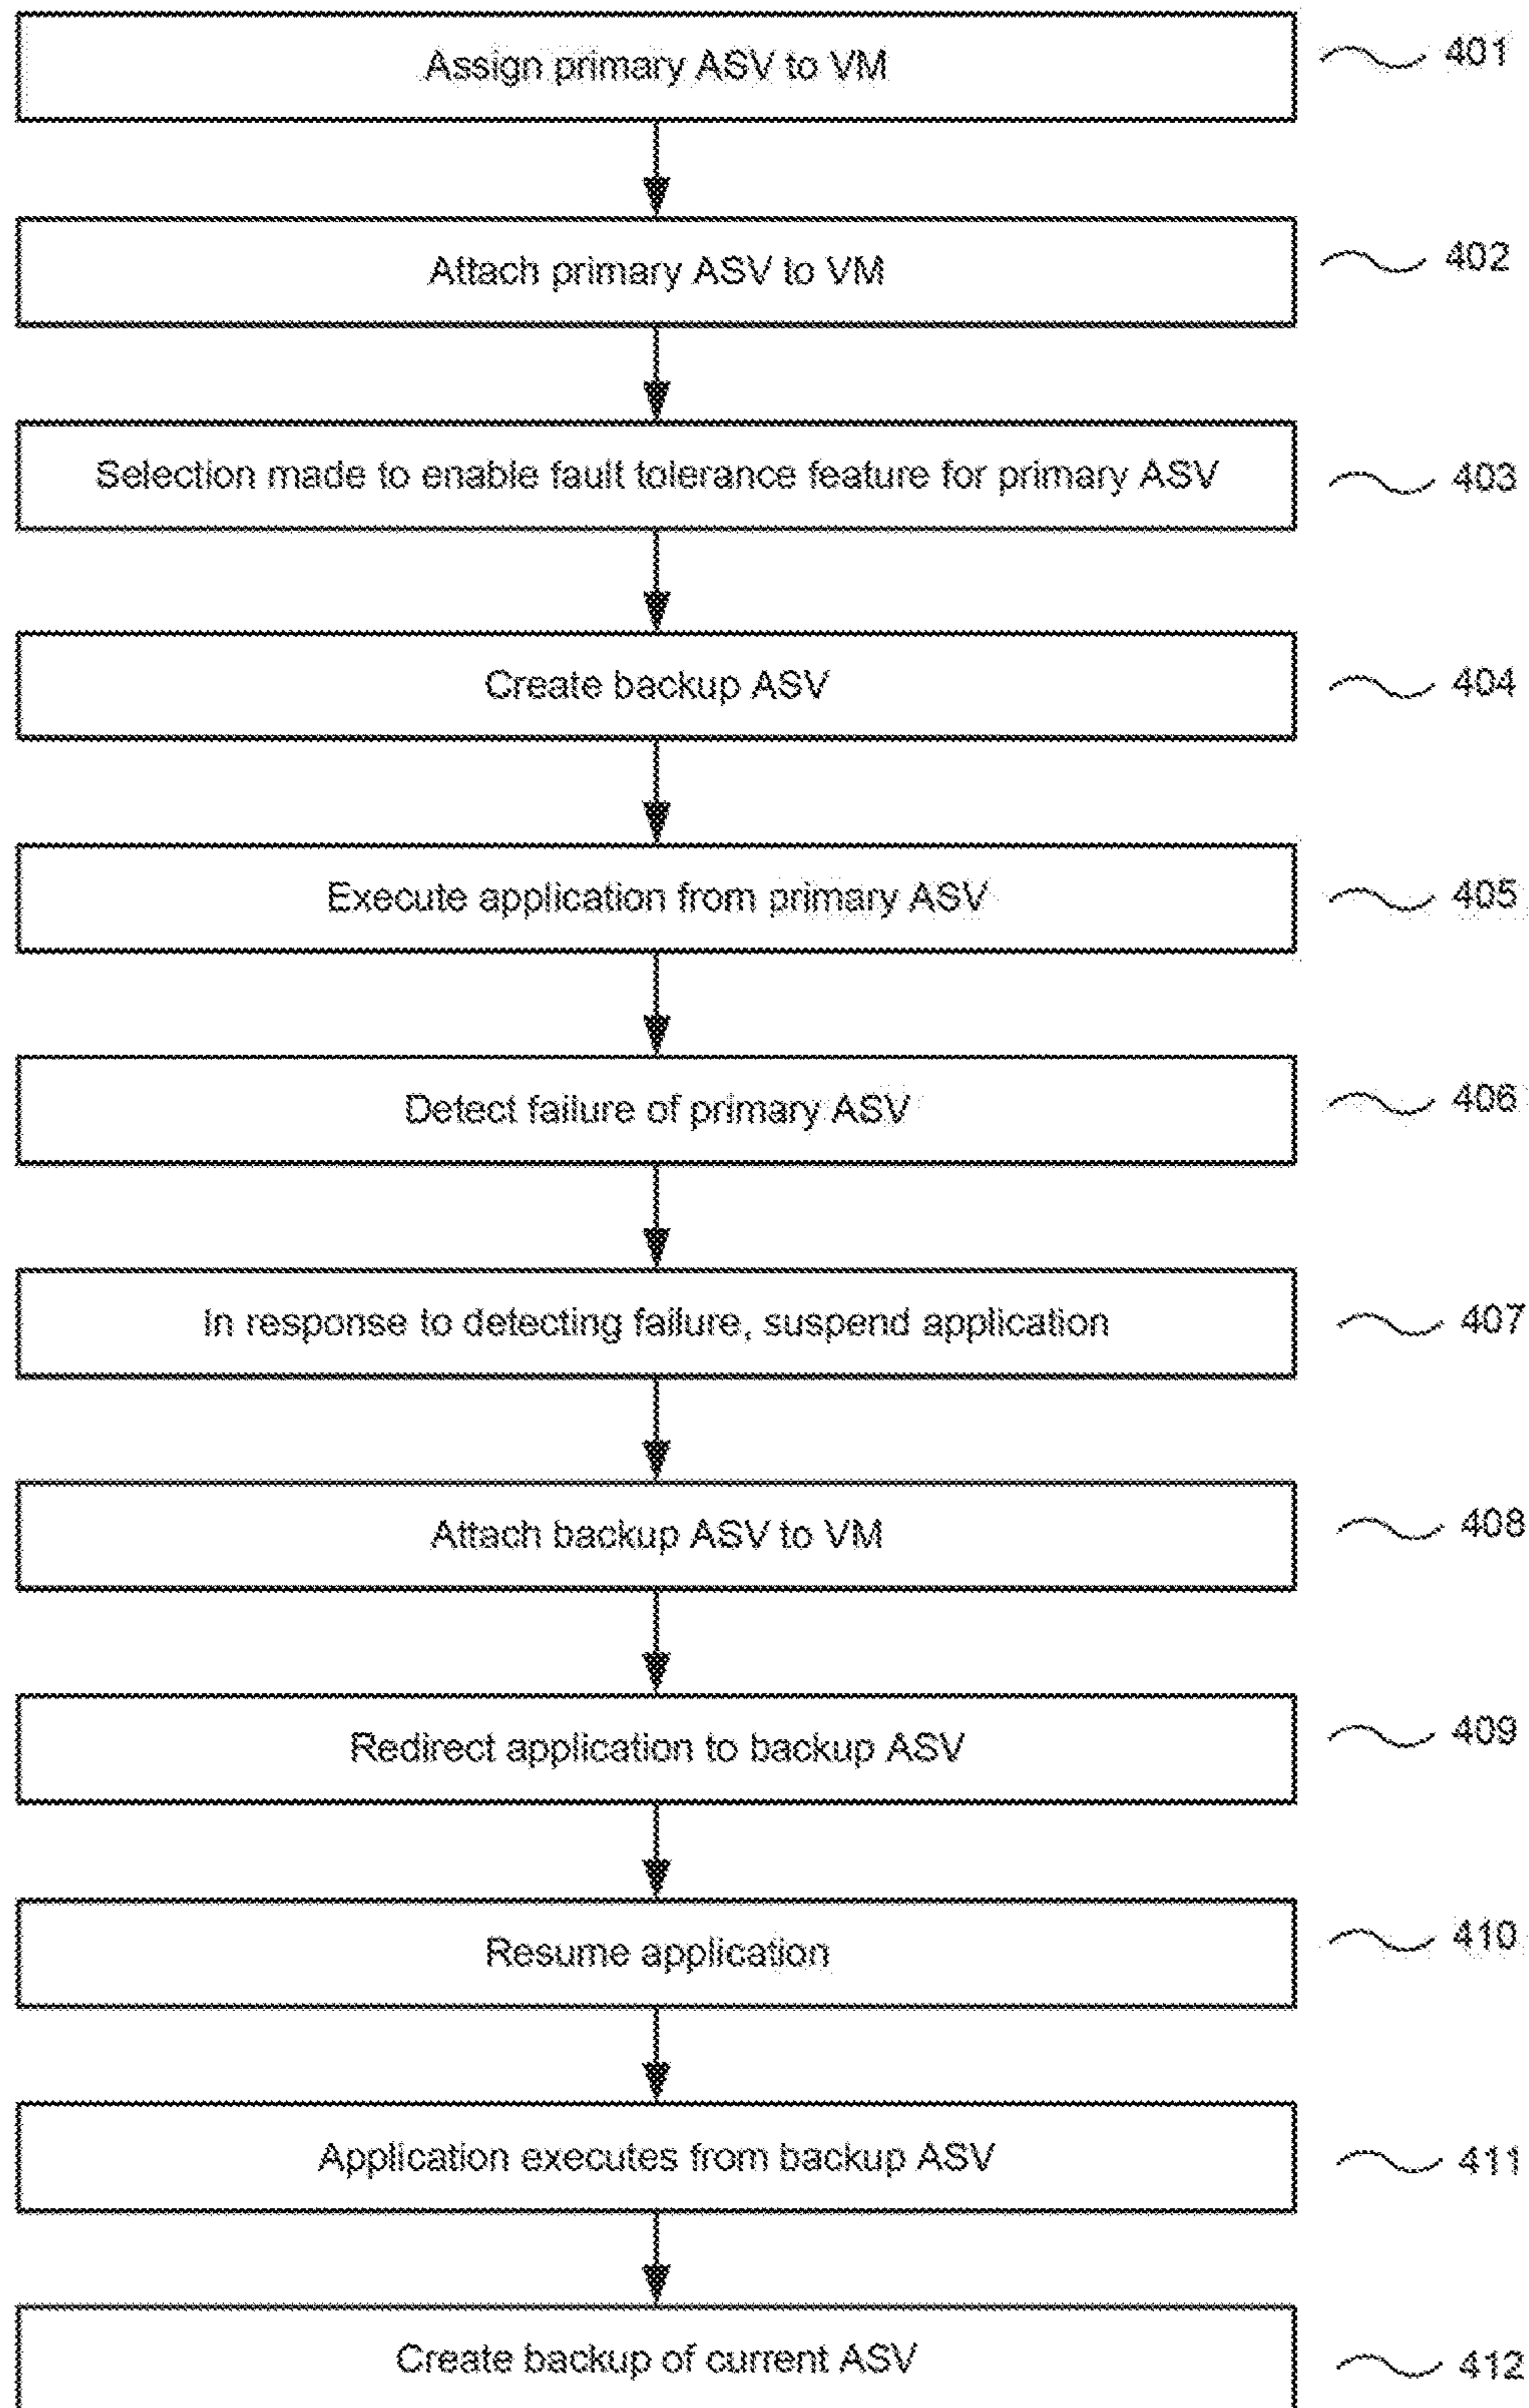 Assign primary ASV to VM 401
Attach primary ASV to VM 402
Selection made to enable fault tolerance feature for primary ASV 403
Create backup ASV 404
Execute application from primary ASV 405
Detect failure of primary ASV 406
In response to detecting failure, suspend application 407
Attach backup ASV to VM 408
Redirect application to backup ASV 409
Resume application 410
Application executes from backup ASV 411
Create backup of current ASV 412